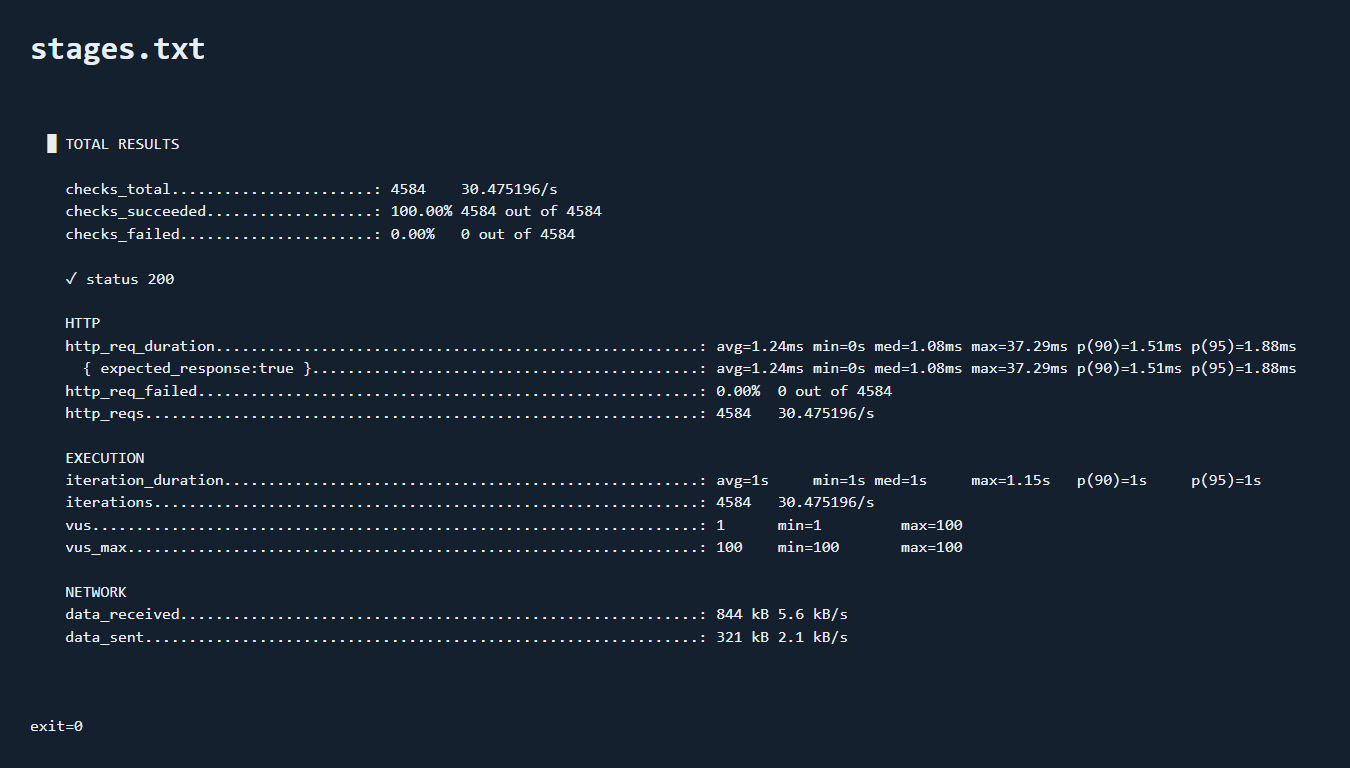 stages.txt
█ TOTAL RESULTS
checks_total.......................: 4584    30.475196/s
checks_succeeded...................: 100.00% 4584 out of 4584
checks_failed......................: 0.00%   0 out of 4584
✓ status 200
HTTP
http_req_duration.......................................................: avg=1.24ms min=0s med=1.08ms max=37.29ms p(90)=1.51ms p(95)=1.88ms
  { expected_response:true }............................................: avg=1.24ms min=0s med=1.08ms max=37.29ms p(90)=1.51ms p(95)=1.88ms
http_req_failed.........................................................: 0.00%  0 out of 4584
http_reqs...............................................................: 4584   30.475196/s
EXECUTION
iteration_duration......................................................: avg=1s     min=1s med=1s     max=1.15s   p(90)=1s     p(95)=1s
iterations..............................................................: 4584   30.475196/s
vus.....................................................................: 1      min=1         max=100
vus_max.................................................................: 100    min=100       max=100
NETWORK
data_received...........................................................: 844 kB 5.6 kB/s
data_sent...............................................................: 321 kB 2.1 kB/s
exit=0